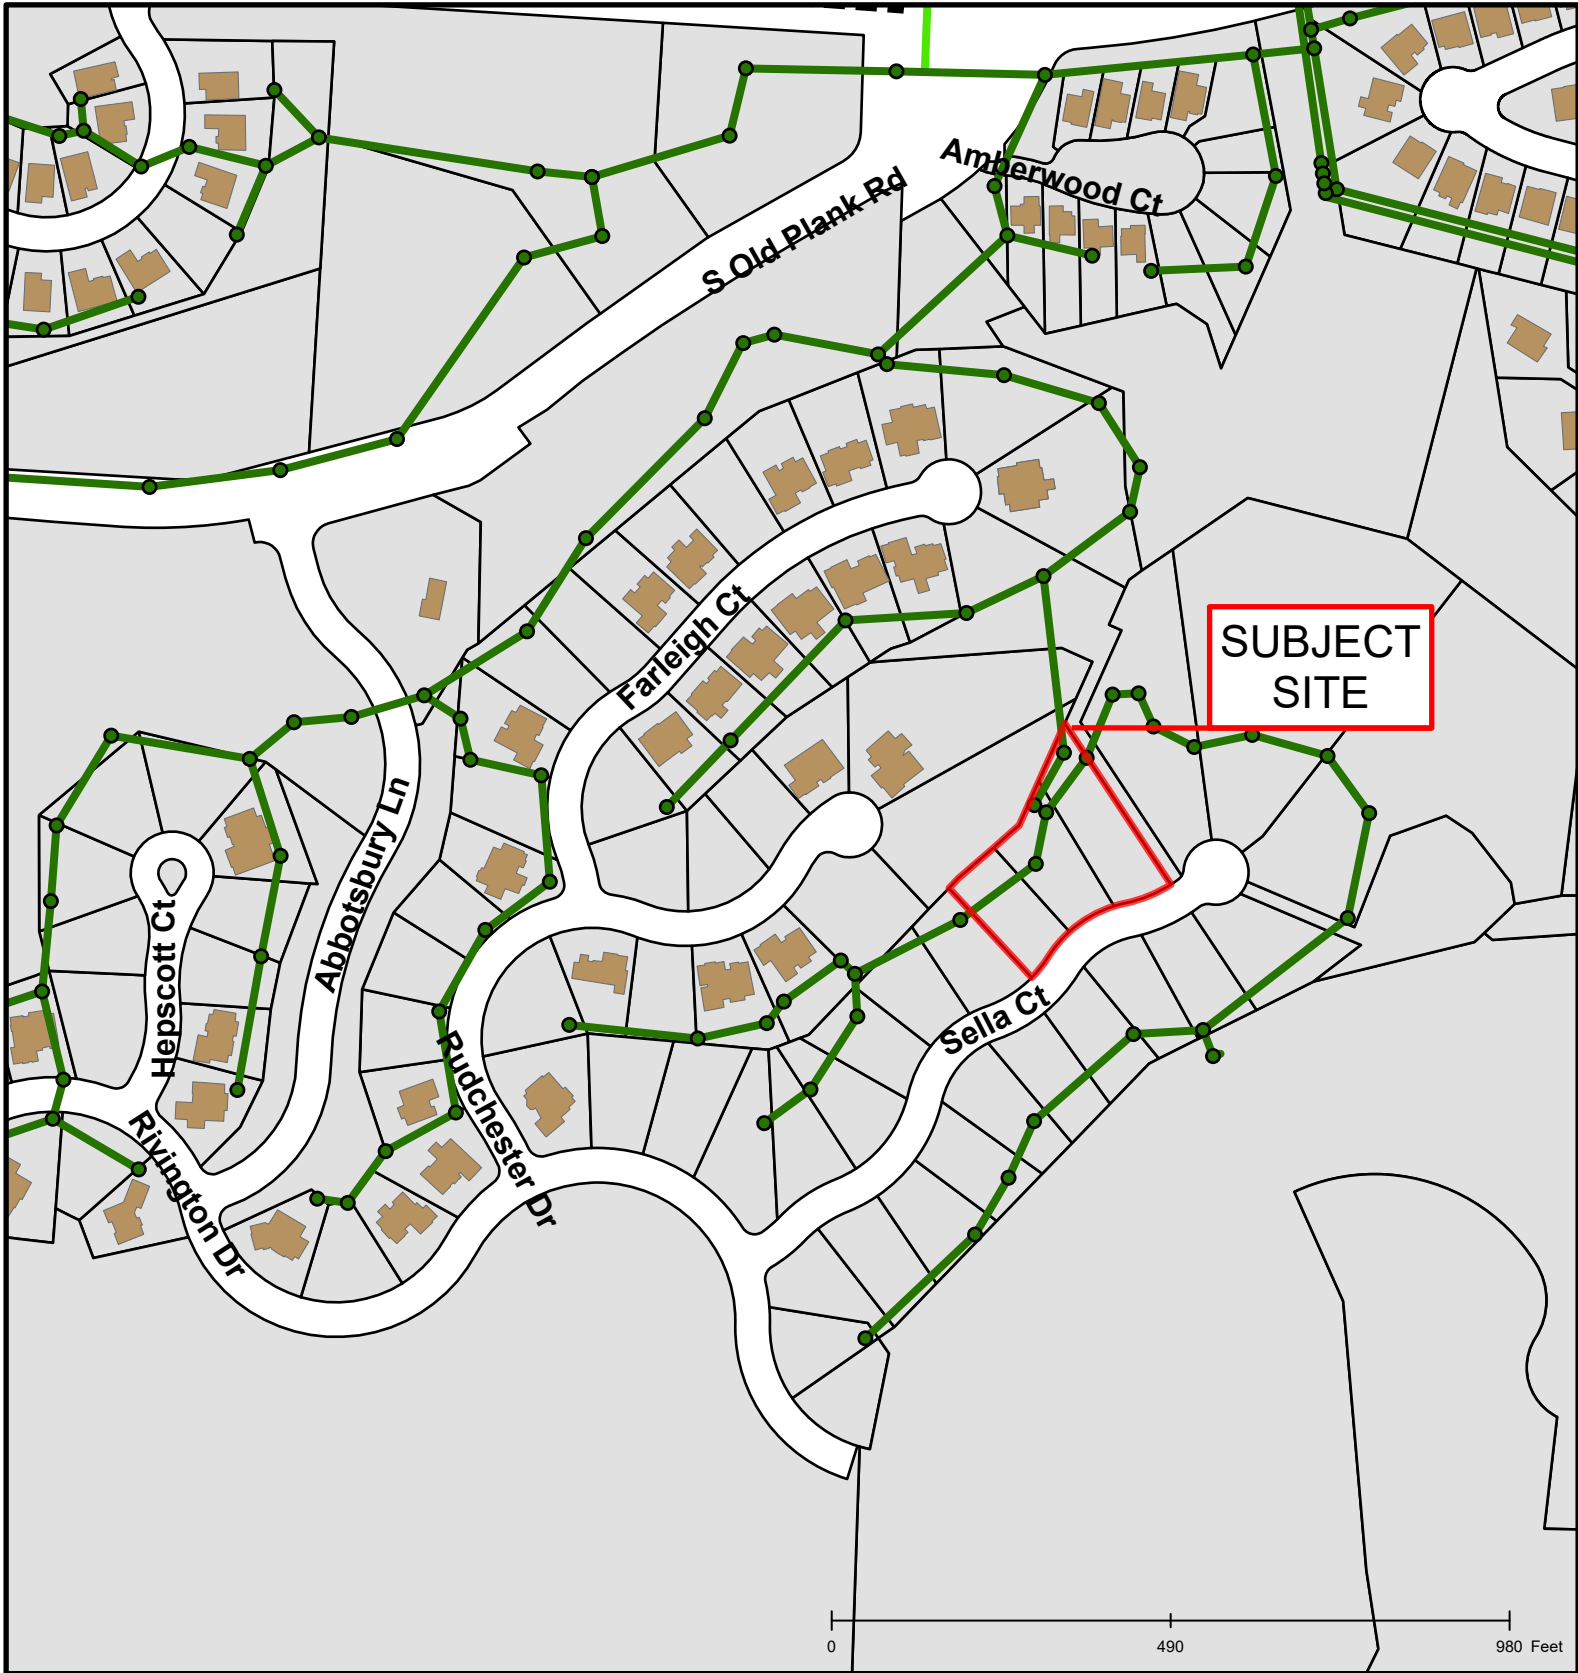 Amberwood Ct
S Old Plank Rd
SUBJECT
SITE
Farleigh Ct
Abbotsbury Ln
Hepscott Ct
Sella Ct
Rudchester Dr
Rivington Dr
0 490 980 Feet